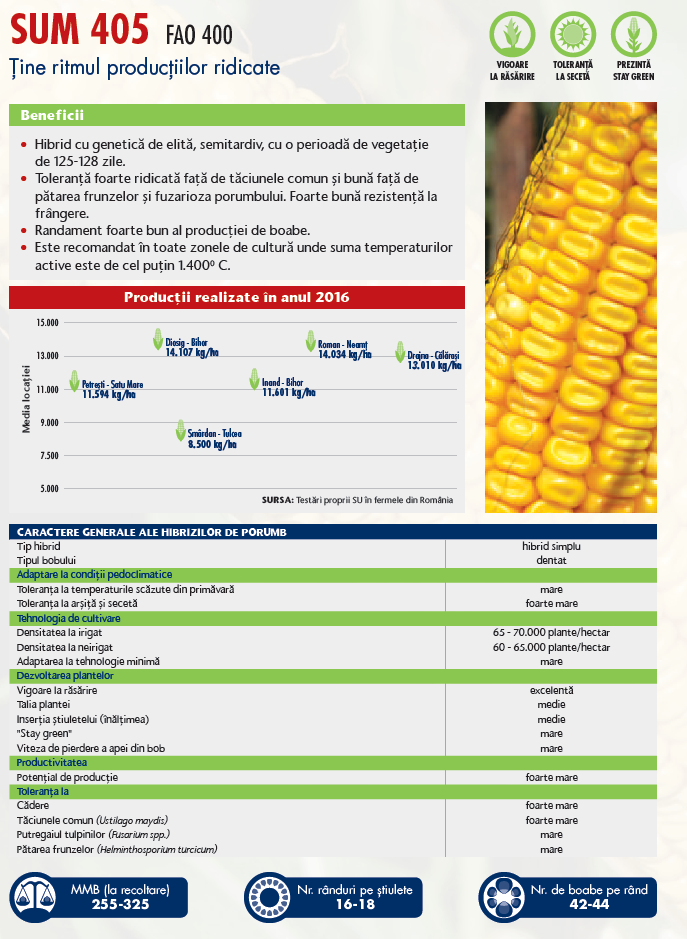 SUM 405 FAO 400
Ține ritmul producțiilor ridicate
VIGOARE
LA RĂSĂRIRE
TOLERANȚĂ
LA SECETĂ
PREZINTĂ
STAY GREEN
Beneficii
• Hibrid cu genetică de elită, semitardiv, cu o perioadă de vegetație
de 125-128 zile.
• Toleranță foarte ridicată față de tăciunele comun și bună față de
pătarea frunzelor și fuzarioza porumbului. Foarte bună rezistență la
frângere.
• Randament foarte bun al producției de boabe.
• Este recomandat în toate zonele de cultură unde suma temperaturilor
active este de cel puțin 1.400⁰ C.
Producții realizate în anul 2016
Media locației
15.000
13.000
11.000
9.000
7.500
5.000
Petrești - Satu Mare
11.594 kg/ha
Diosig - Bihor
14.107 kg/ha
Smârdan - Tulcea
8.500 kg/ha
Inand - Bihor
11.601 kg/ha
Roman - Neamț
14.034 kg/ha
Drajna - Călărași
13.010 kg/ha
SURSA: Testări proprii SU în fermele din România
CARACTERE GENERALE ALE HIBRIZILOR DE PORUMB
Tip hibrid hibrid simplu
Tipul bobului dentat
Adaptare la condiții pedoclimatice
Toleranța la temperaturile scăzute din primăvară mare
Toleranța la arșiță și secetă foarte mare
Tehnologia de cultivare
Densitatea la irigat 65 - 70.000 plante/hectar
Densitatea la neirigat 60 - 65.000 plante/hectar
Adaptarea la tehnologie minimă mare
Dezvoltarea plantelor
Vigoare la răsărire excelentă
Talia plantei medie
Inserția știuletelui (înălțimea) medie
"Stay green" mare
Viteza de pierdere a apei din bob mare
Productivitatea
Potențial de producție foarte mare
Toleranța la
Cădere foarte mare
Tăciunele comun (Ustilago maydis) foarte mare
Putregaiul tulpinilor (Fusarium spp.) mare
Pătarea frunzelor (Helminthosporium turcicum) mare
MMB (la recoltare)
255-325
Nr. rânduri pe știulete
16-18
Nr. de boabe pe rând
42-44